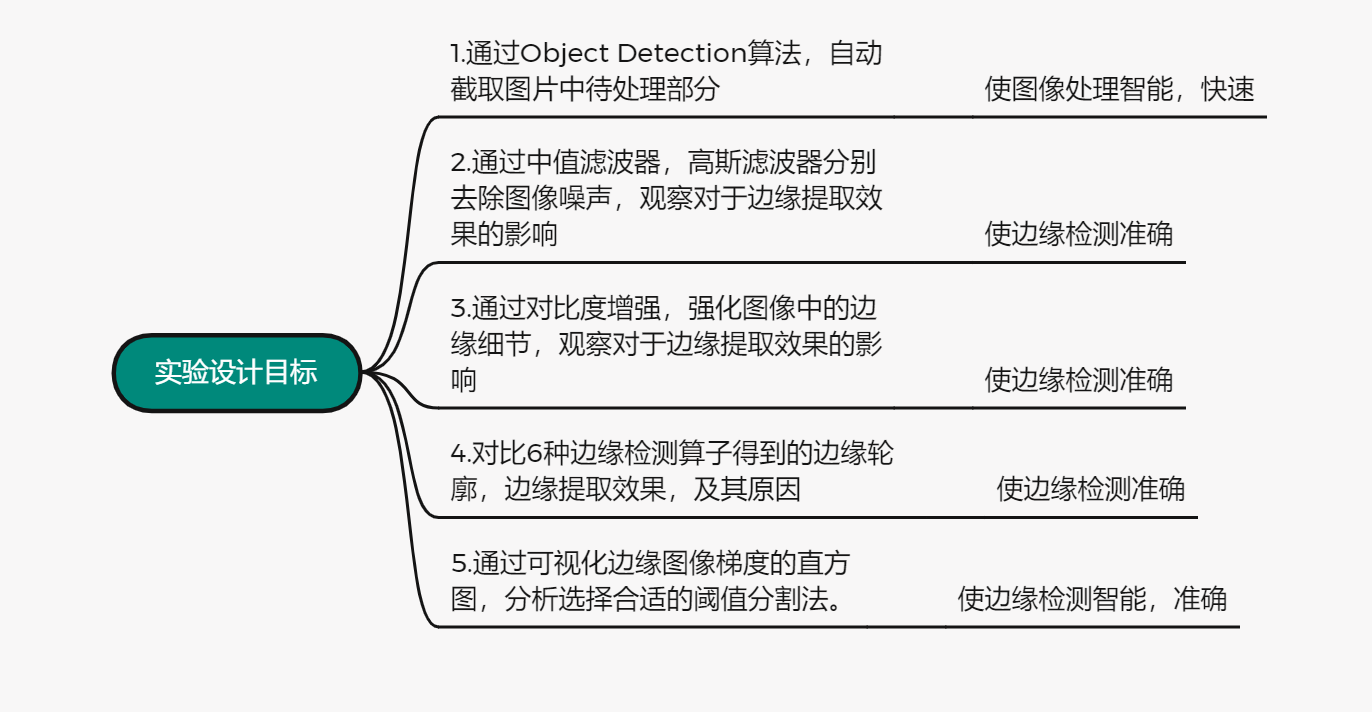 1.通过Object Detection算法，自动
截取图片中待处理部分
使图像处理智能，快速
2.通过中值滤波器，高斯滤波器分别
去除图像噪声，观察对于边缘提取效
果的影响
使边缘检测准确
3.通过对比度增强，强化图像中的边
缘细节，观察对于边缘提取效果的影
响
使边缘检测准确
实验设计目标
4.对比6种边缘检测算子得到的边缘轮
廓，边缘提取效果，及其原因
使边缘检测准确
5.通过可视化边缘图像梯度的直方
图，分析选择合适的阈值分割法。
使边缘检测智能，准确